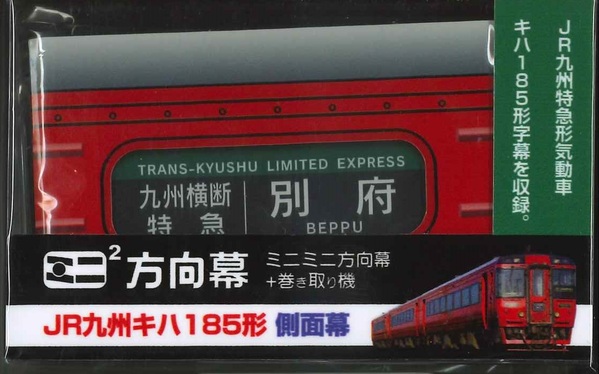 JR九州特急形気動車
キハ185形字幕を収録。
TRANS-KYUSHU LIMITED EXPRESS
九州横断
特急
別府
BEPPU
ミニ²方向幕
ミニミニ方向幕
+巻き取り機
JR九州キハ185形 側面幕